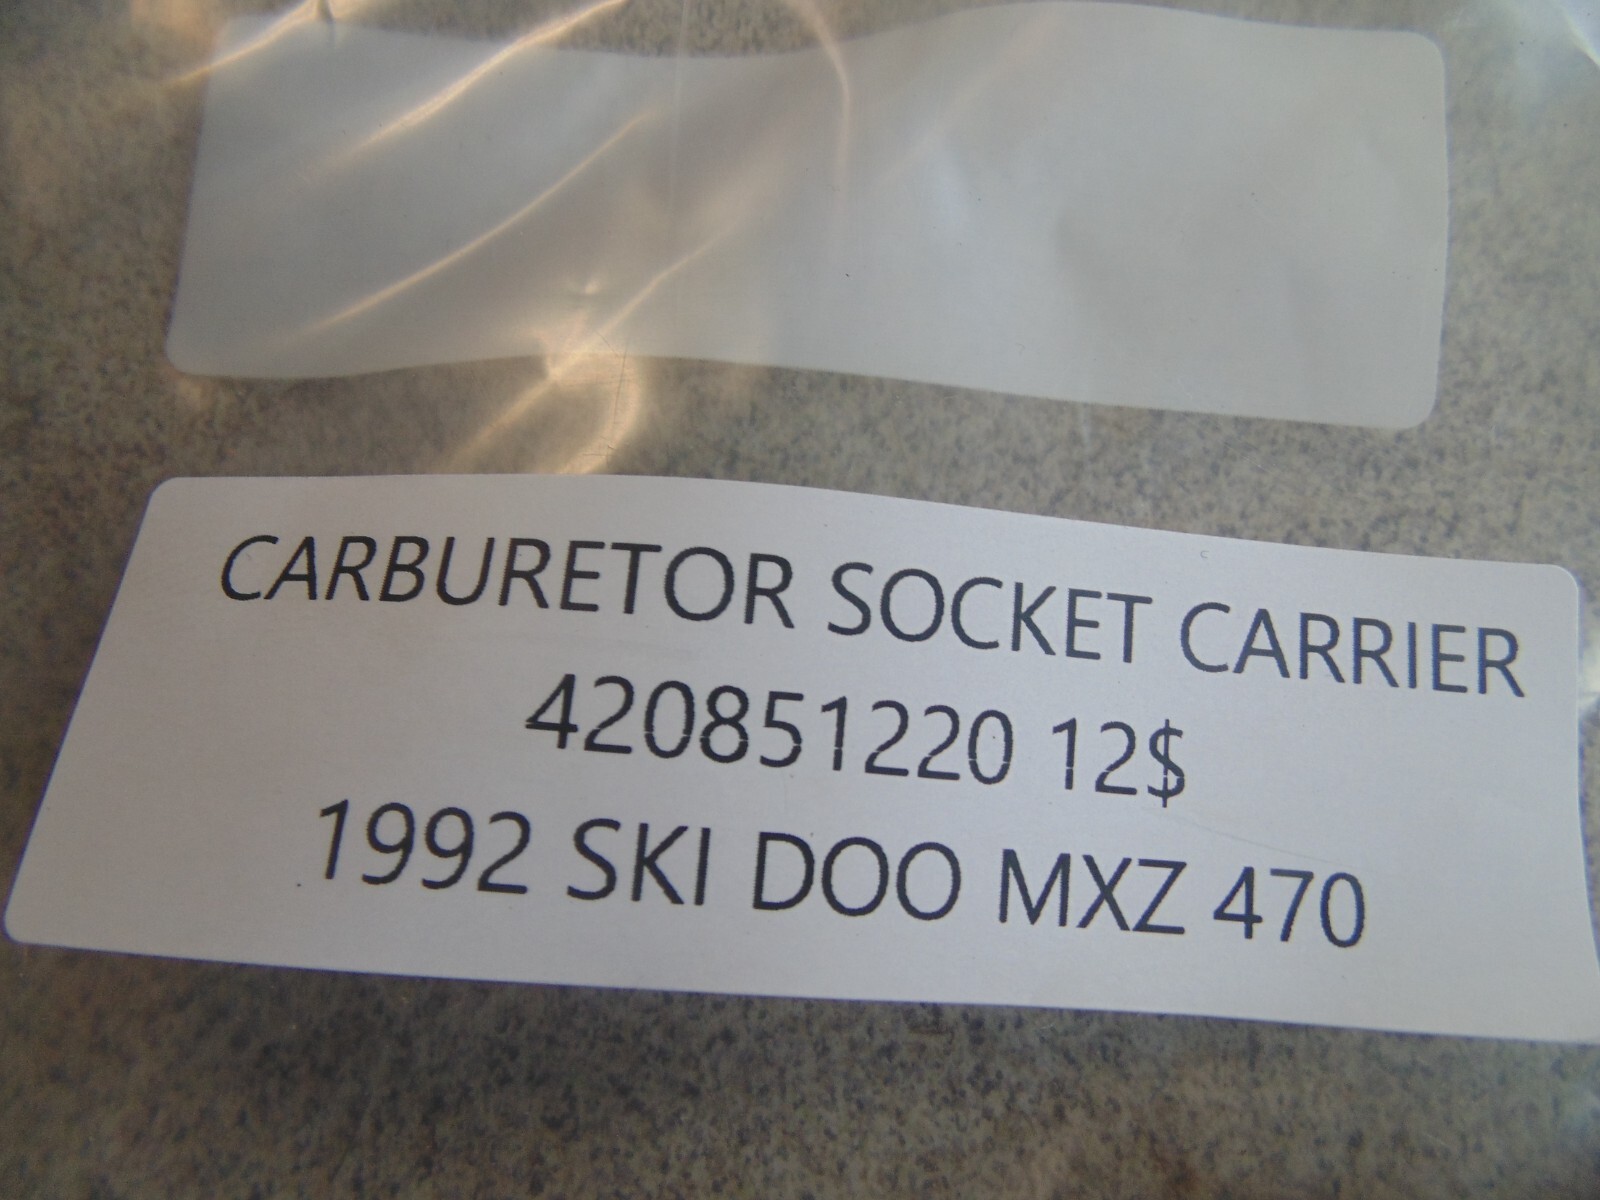 CARBURETOR SOCKET CARRIER
420851220 12$
1992 SKI DOO MXZ 470